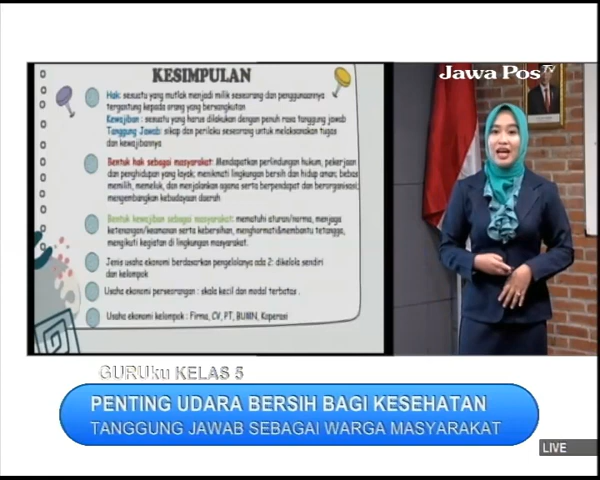 KESIMPULAN
Jawa Pos TV
Hak: sesuatu yang mutlak menjadi milik seseorang dan penggunaannya
tergantung kepada orang yang bersangkutan
Kewajiban : sesuatu yang harus dilakukan dengan penuh rasa tanggung jawab
Tanggung Jawab: sikap dan perilaku seseorang untuk melaksanakan tugas
dan kewajibannya
Bentuk hak sebagai masyarakat: Mendapatkan perlindungan hukum, pekerjaan
dan penghidupan yang layak; menikmati lingkungan bersih dan hidup aman; bebas
memilih, memeluk, dan menjalankan agama serta berpendapat dan berorganisasi;
mengembangkan kebudayaan daerah
Bentuk kewajiban sebagai masyarakat: mematuhi aturan/norma, menjaga
ketenangan/keamanan serta kebersihan, menghormati&membantu tetangga,
mengikuti kegiatan di lingkungan masyarakat.
Jenis usaha ekonomi berdasarkan pengelolanya ada 2: dikelola sendiri
dan kelompok
Usaha ekonomi perseorangan : skala kecil dan modal terbatas .
Usaha ekonomi kelompok : Firma, CV, PT, BUMN, Koperasi
GURUku KELAS 5
PENTING UDARA BERSIH BAGI KESEHATAN
TANGGUNG JAWAB SEBAGAI WARGA MASYARAKAT
LIVE